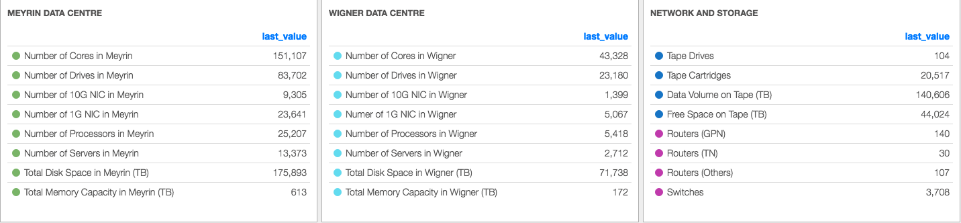 MEYRIN DATA CENTRE
last_value
Number of Cores in Meyrin 151,107
Number of Drives in Meyrin 83,702
Number of 10G NIC in Meyrin 9,305
Number of 1G NIC in Meyrin 23,641
Number of Processors in Meyrin 25,207
Number of Servers in Meyrin 13,373
Total Disk Space in Meyrin (TB) 175,893
Total Memory Capacity in Meyrin (TB) 613
WIGNER DATA CENTRE
last_value
Number of Cores in Wigner 43,328
Number of Drives in Wigner 23,180
Number of 10G NIC in Wigner 1,399
Numer of 1G NIC in Wigner 5,067
Number of Processors in Wigner 5,418
Number of Servers in Wigner 2,712
Total Disk Space in Wigner (TB) 71,738
Total Memory Capacity in Wigner (TB) 172
NETWORK AND STORAGE
last_value
Tape Drives 104
Tape Cartridges 20,517
Data Volume on Tape (TB) 140,606
Free Space on Tape (TB) 44,024
Routers (GPN) 140
Routers (TN) 30
Routers (Others) 107
Switches 3,708